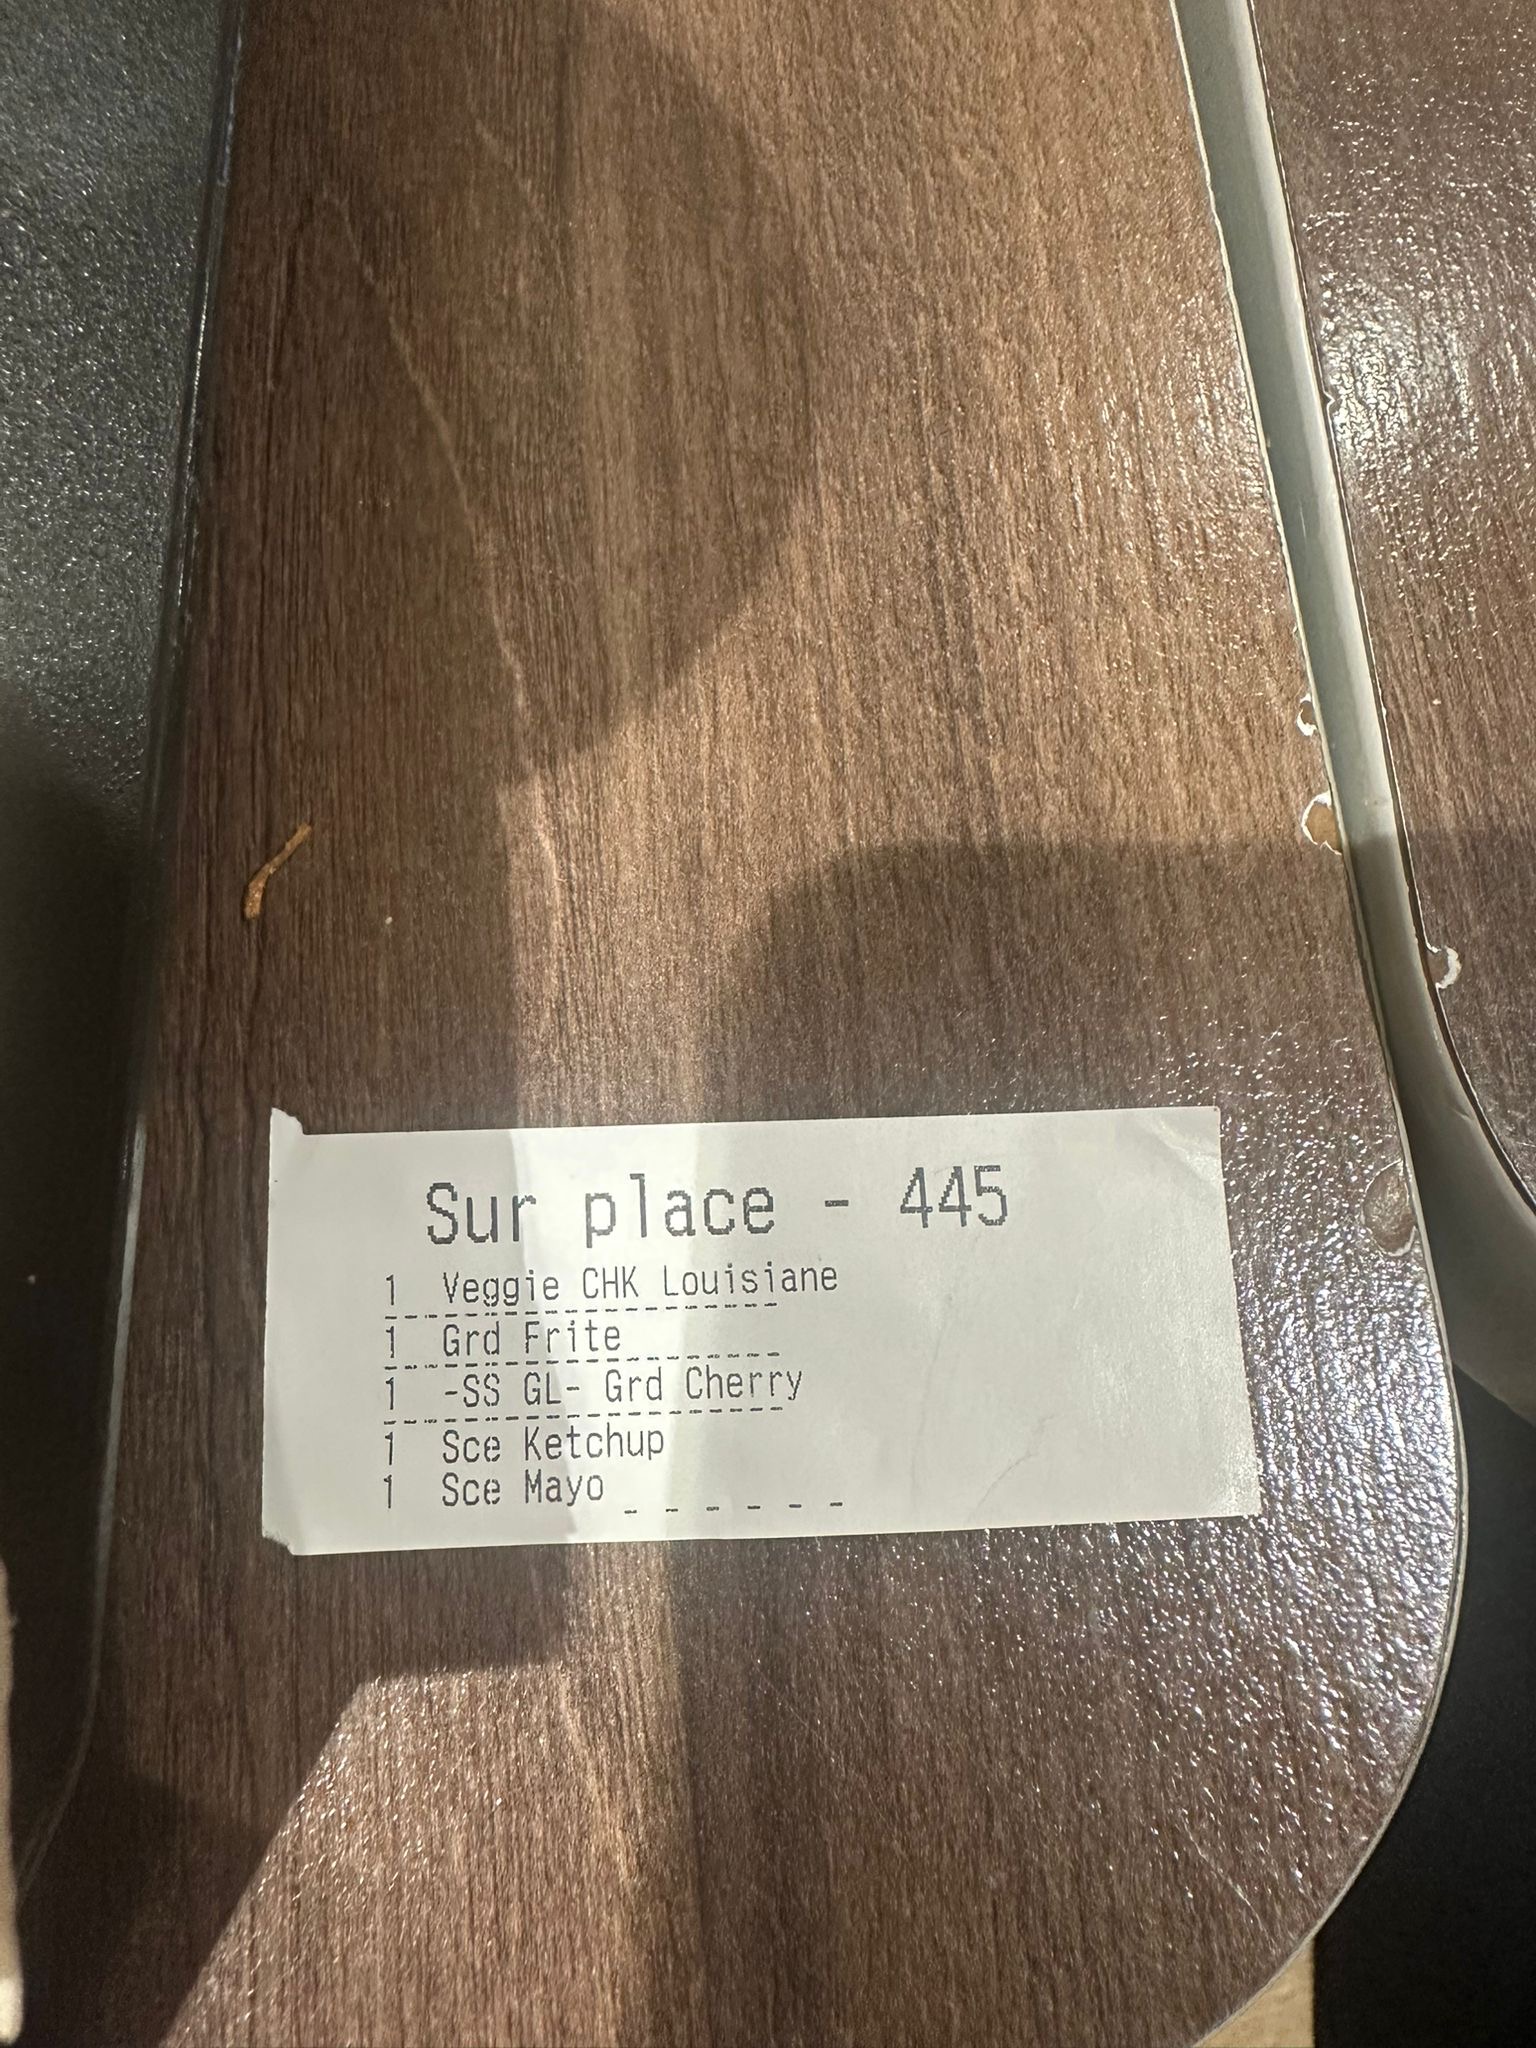 Sur place - 445
1 Veggie CHK Louisiane
1 Grd Frite
1 -SS GL- Grd Cherry
1 Sce Ketchup
1 Sce Mayo